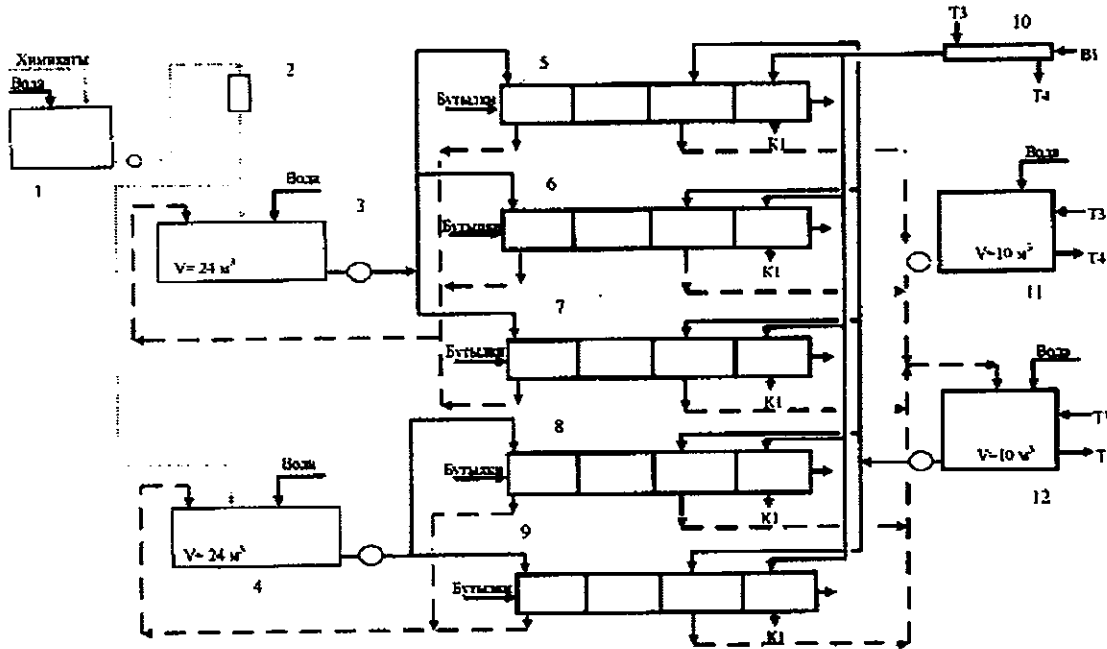 Химикаты
Вода
1
2
Вода
3
V= 24 м³
Вода
V= 24 м³
4
5
Бутылки
К1
6
Бутылки
К1
7
Бутылки
К1
8
Бутылки
К1
9
Бутылки
К1
Т3
10
В1
Т4
Вода
Т3
V=10 м³
Т4
11
Вода
V=10 м³
Т
12